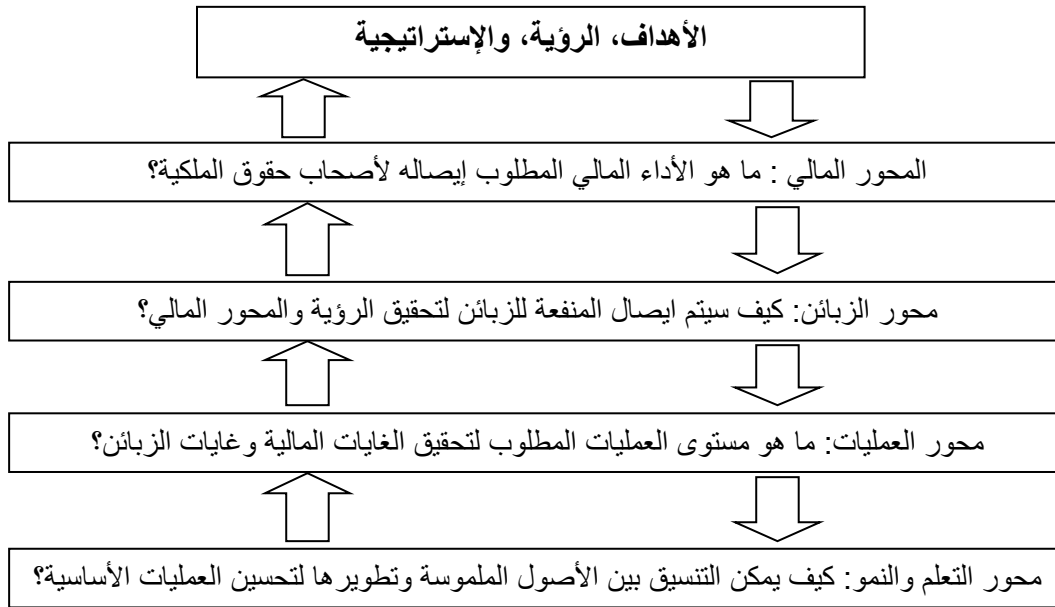 الأهداف، الرؤية، والإستراتيجية
المحور المالي : ما هو الأداء المالي المطلوب إيصاله لأصحاب حقوق الملكية؟
محور الزبائن: كيف سيتم ايصال المنفعة للزبائن لتحقيق الرؤية والمحور المالي؟
محور العمليات: ما هو مستوى العمليات المطلوب لتحقيق الغايات المالية وغايات الزبائن؟
محور التعلم والنمو: كيف يمكن التنسيق بين الأصول الملموسة وتطويرها لتحسين العمليات الأساسية؟